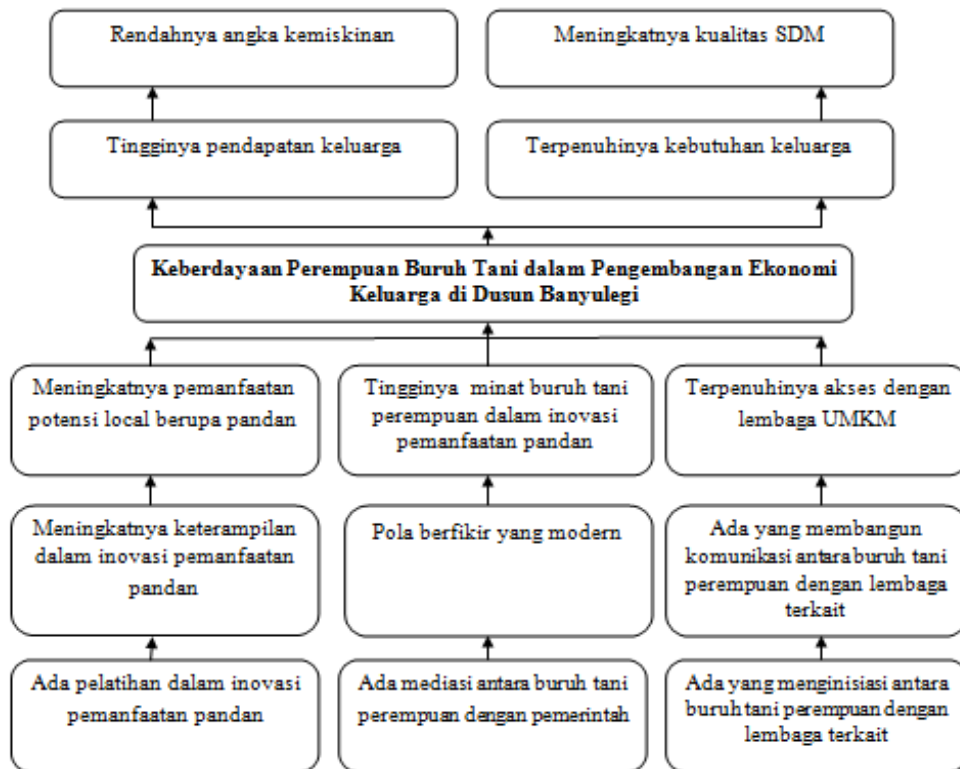 Rendahnya angka kemiskinan
Meningkatnya kualitas SDM
Tingginya pendapatan keluarga
Terpenuhinya kebutuhan keluarga
Keberdayaan Perempuan Buruh Tani dalam Pengembangan Ekonomi
Keluarga di Dusun Banyulegi
Meningkatnya pemanfaatan
potensi local berupa pandan
Tingginya minat buruh tani
perempuan dalam inovasi
pemanfaatan pandan
Terpenuhinya akses dengan
lembaga UMKM
Meningkatnya keterampilan
dalam inovasi pemanfaatan
pandan
Pola berfikir yang modern
Ada yang membangun
komunikasi antara buruh tani
perempuan dengan lembaga
terkait
Ada pelatihan dalam inovasi
pemanfaatan pandan
Ada mediasi antara buruh tani
perempuan dengan pemerintah
Ada yang menginisiasi antara
buruh tani perempuan dengan
lembaga terkait